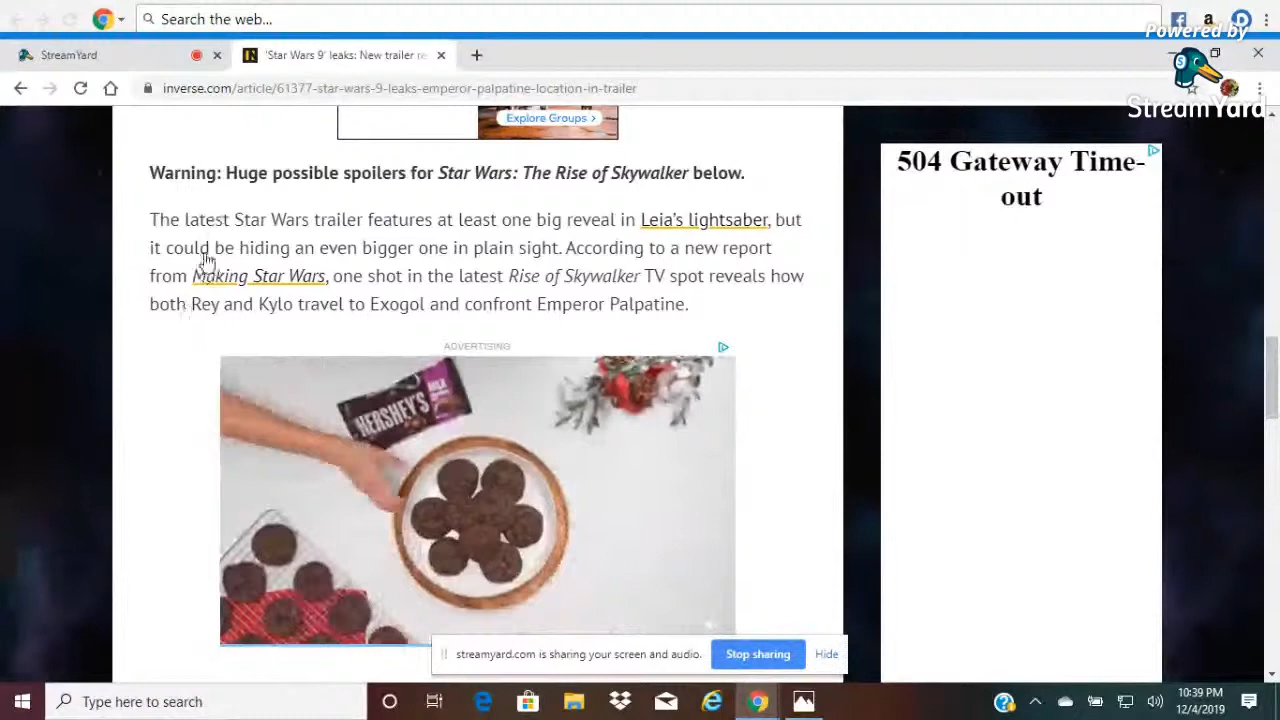 Search the web...
Powered by
StreamYard
'Star Wars 9' leaks: New trailer re
inverse.com/article/61377-star-wars-9-leaks-emperor-palpatine-location-in-trailer
StreamYard
Explore Groups >
504 Gateway Time-
out
Warning: Huge possible spoilers for Star Wars: The Rise of Skywalker below.
The latest Star Wars trailer features at least one big reveal in Leia's lightsaber, but
it could be hiding an even bigger one in plain sight. According to a new report
from Making Star Wars, one shot in the latest Rise of Skywalker TV spot reveals how
both Rey and Kylo travel to Exogol and confront Emperor Palpatine.
ADVERTISING
HERSHEY'S
MILK
streamyard.com is sharing your screen and audio.
Stop sharing
Hide
Type here to search
10:39 PM
12/4/2019